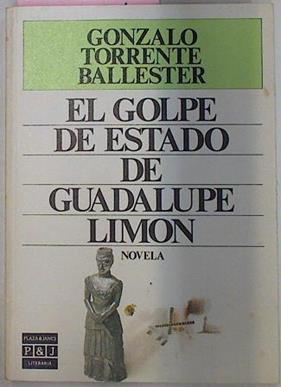 GONZALO
TORRENTE
BALLESTER
EL GOLPE
DE ESTADO
DE
GUADALUPE
LIMON
NOVELA
PLAZA & JANES
P&J
LITERARIA